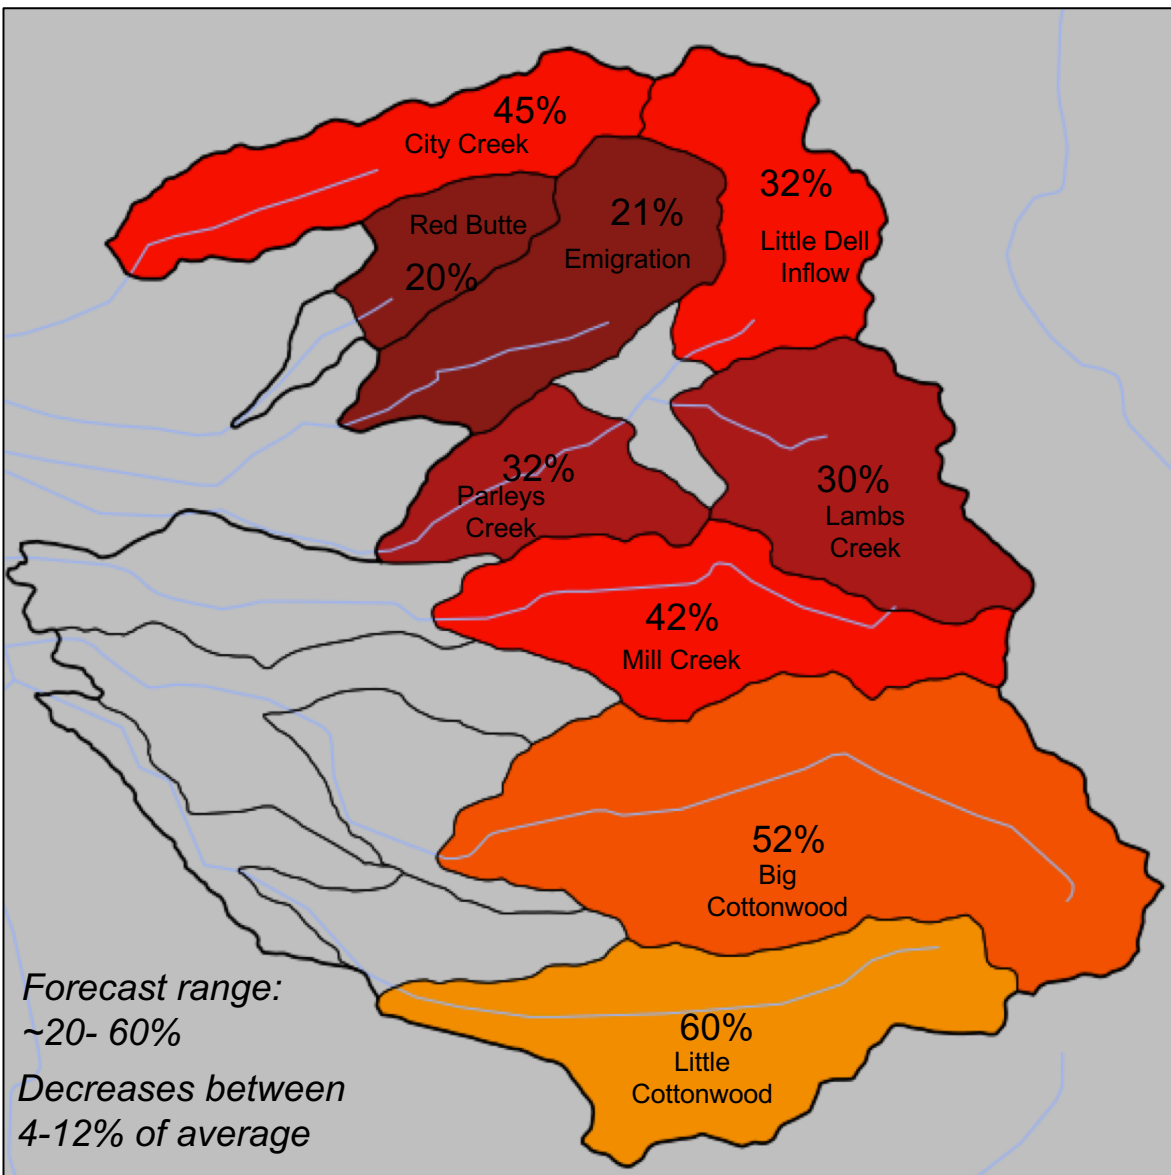 45%
City Creek
32%
Little Dell
Inflow
Red Butte
20%
21%
Emigration
32%
Parleys
Creek
30%
Lambs
Creek
42%
Mill Creek
52%
Big
Cottonwood
60%
Little
Cottonwood
Forecast range:
~20- 60%
Decreases between
4-12% of average